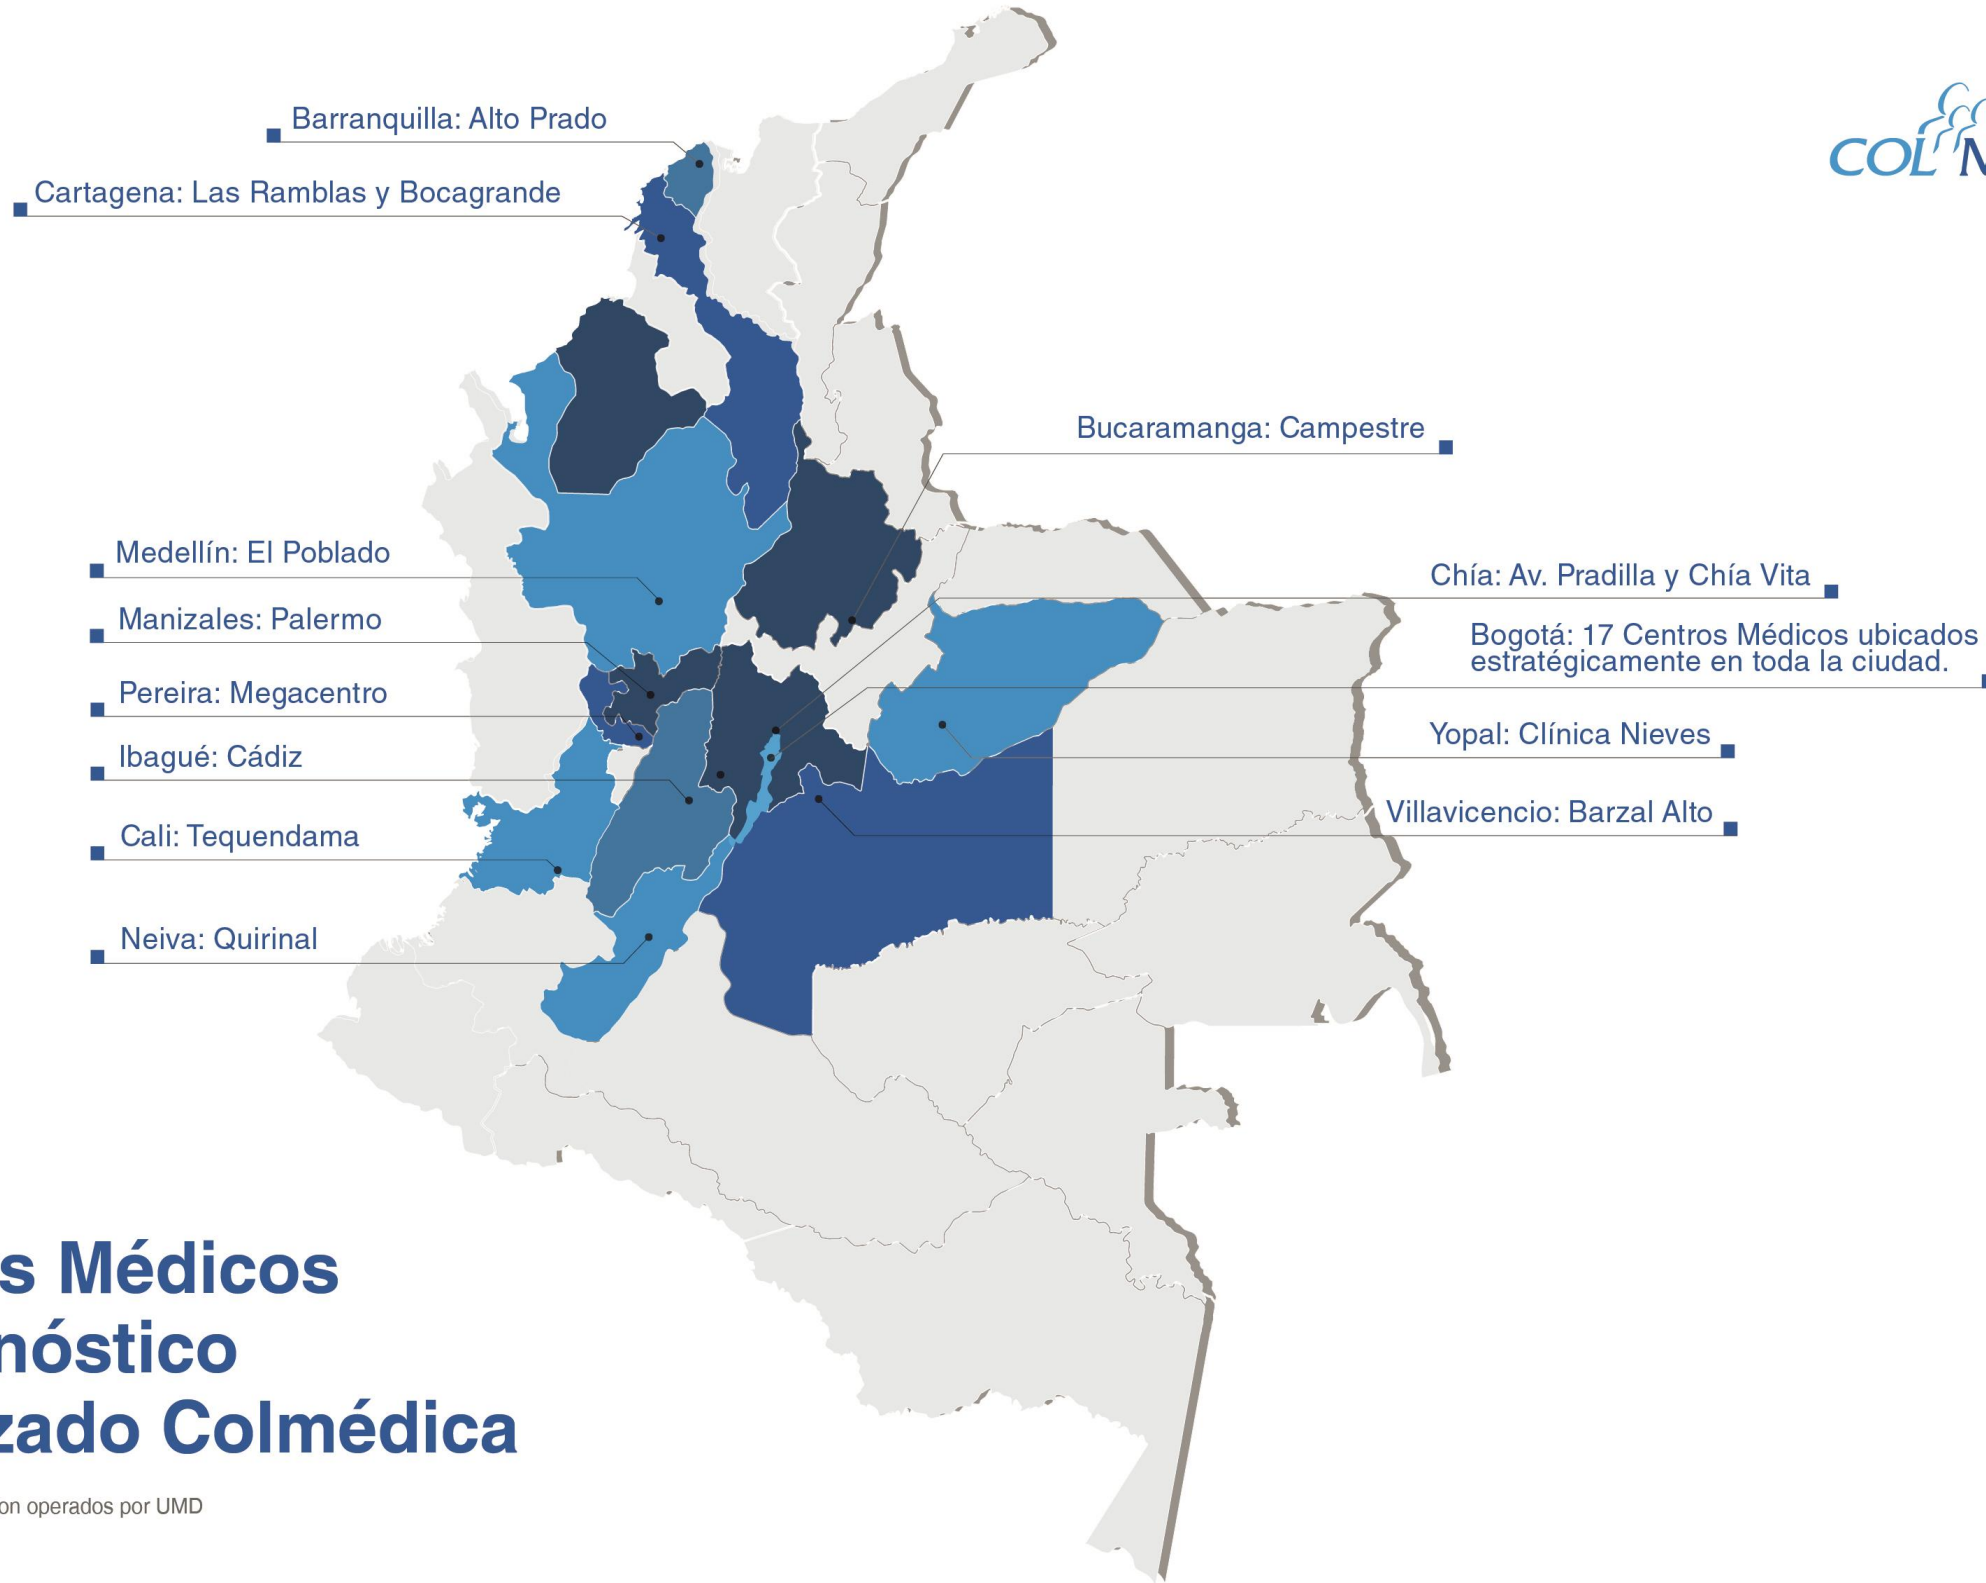 Barranquilla: Alto Prado
Cartagena: Las Ramblas y Bocagrande
COL M
Bucaramanga: Campestre
Medellín: El Poblado
Manizales: Palermo
Pereira: Megacentro
Ibagué: Cádiz
Cali: Tequendama
Neiva: Quirinal
Chía: Av. Pradilla y Chía Vita
Bogotá: 17 Centros Médicos ubicados
estratégicamente en toda la ciudad.
Yopal: Clínica Nieves
Villavicencio: Barzal Alto
s Médicos
nóstico
zado Colmédica
on operados por UMD